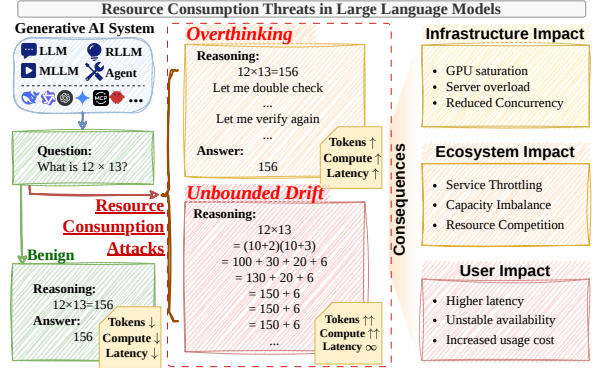 Resource Consumption Threats in Large Language Models
Generative AI System
LLM
RLLM
MLLM
Agent
MCP
...
Question:
What is 12 × 13?
Resource
Consumption
Attacks
Benign
Reasoning:
12×13=156
Answer:
156
Tokens ↓
Compute ↓
Latency ↓
Overthinking
Reasoning:
12×13=156
Let me double check
...
Let me verify again
...
Answer:
156
Tokens ↑
Compute ↑
Latency ↑
Unbounded Drift
Reasoning:
12×13
= (10+2)(10+3)
= 100 + 30 + 20 + 6
= 130 + 20 + 6
= 150 + 6
= 150 + 6
= 150 + 6
...
Tokens ↑↑
Compute ↑↑
Latency ∞
Consequences
Infrastructure Impact
• GPU saturation
• Server overload
• Reduced Concurrency
Ecosystem Impact
• Service Throttling
• Capacity Imbalance
• Resource Competition
User Impact
• Higher latency
• Unstable availability
• Increased usage cost